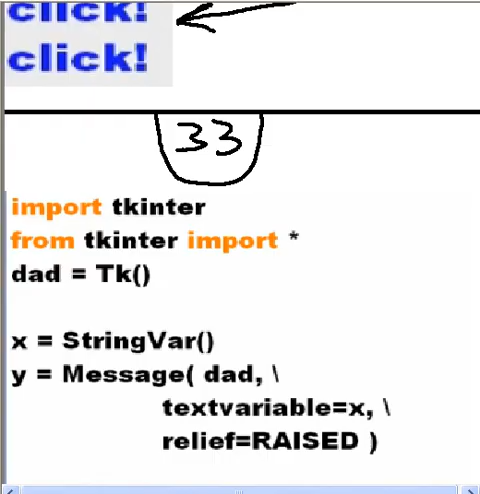 click!
click!
33
import tkinter
from tkinter import *
dad = Tk()
x = StringVar()
y = Message( dad, \
textvariable=x, \
relief=RAISED )